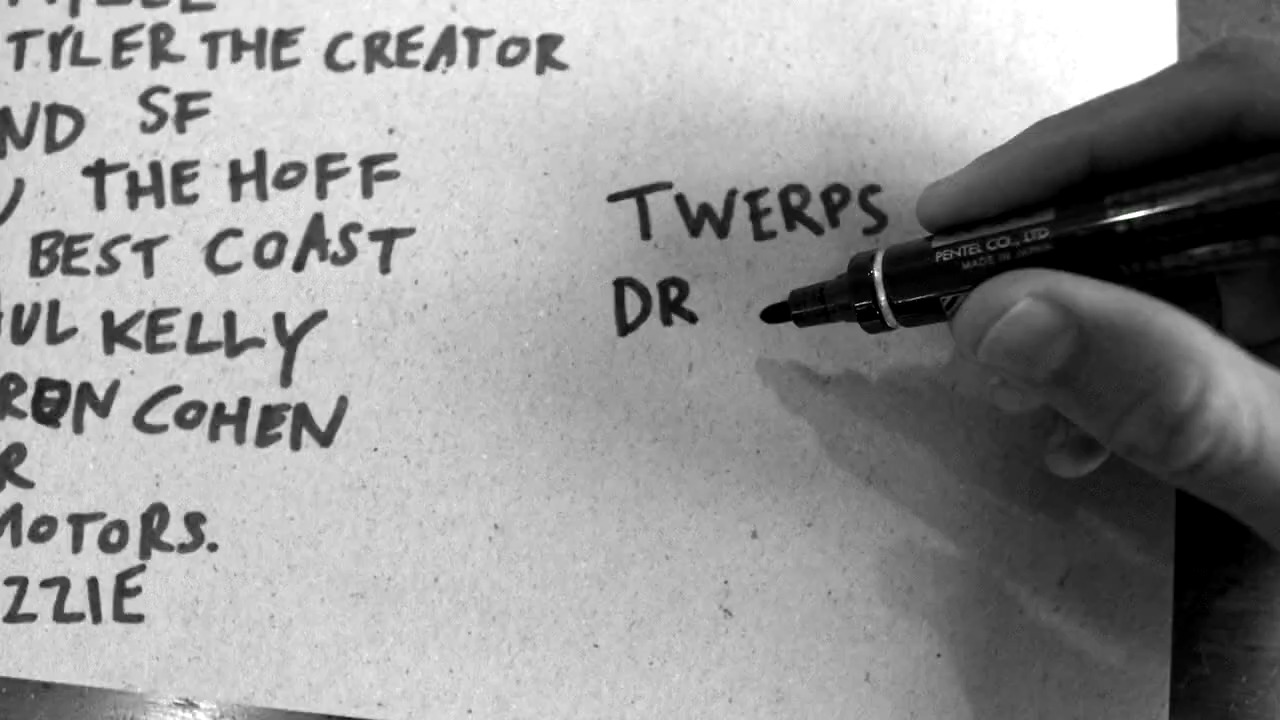 TYLER THE CREATOR
ND SF
THE HOFF
BEST COAST
UL KELLY
RON COHEN
R
MOTORS.
ZZIE
TWERPS
DR
PENTEL CO., LTD.
MADE IN JAPAN